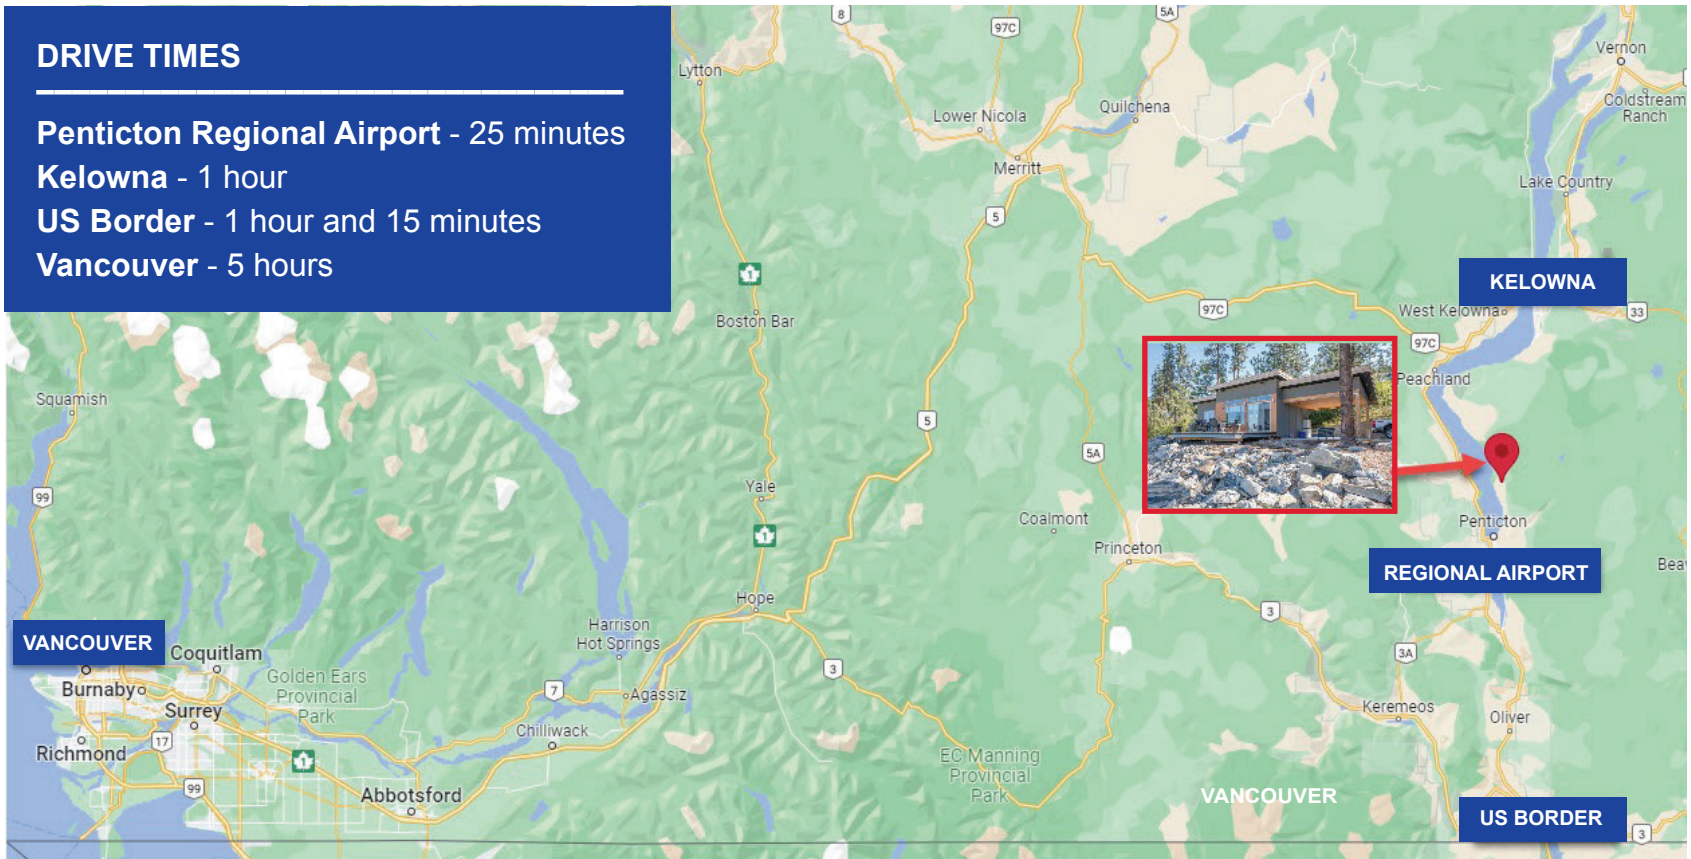 DRIVE TIMES
Penticton Regional Airport - 25 minutes
Kelowna - 1 hour
US Border - 1 hour and 15 minutes
Vancouver - 5 hours
8
5A
97C
Vernon
Lytton
Coldstream
Ranch
Lower Nicola
Quilchena
Merritt
Lake Country
5
1
KELOWNA
Boston Bar
97C
West Kelowna
33
97C
Peachland
Squamish
5
5A
99
Yale
Coalmont
Penticton
1
Princeton
REGIONAL AIRPORT
Bea
Hope
3
VANCOUVER
Harrison
Hot Springs
Coquitlam
3
3A
Golden Ears
Provincial
Park
Burnaby
7
Agassiz
Surrey
Keremeos
Oliver
Chilliwack
Richmond
17
1
EC Manning
Provincial
Park
99
Abbotsford
VANCOUVER
US BORDER
3